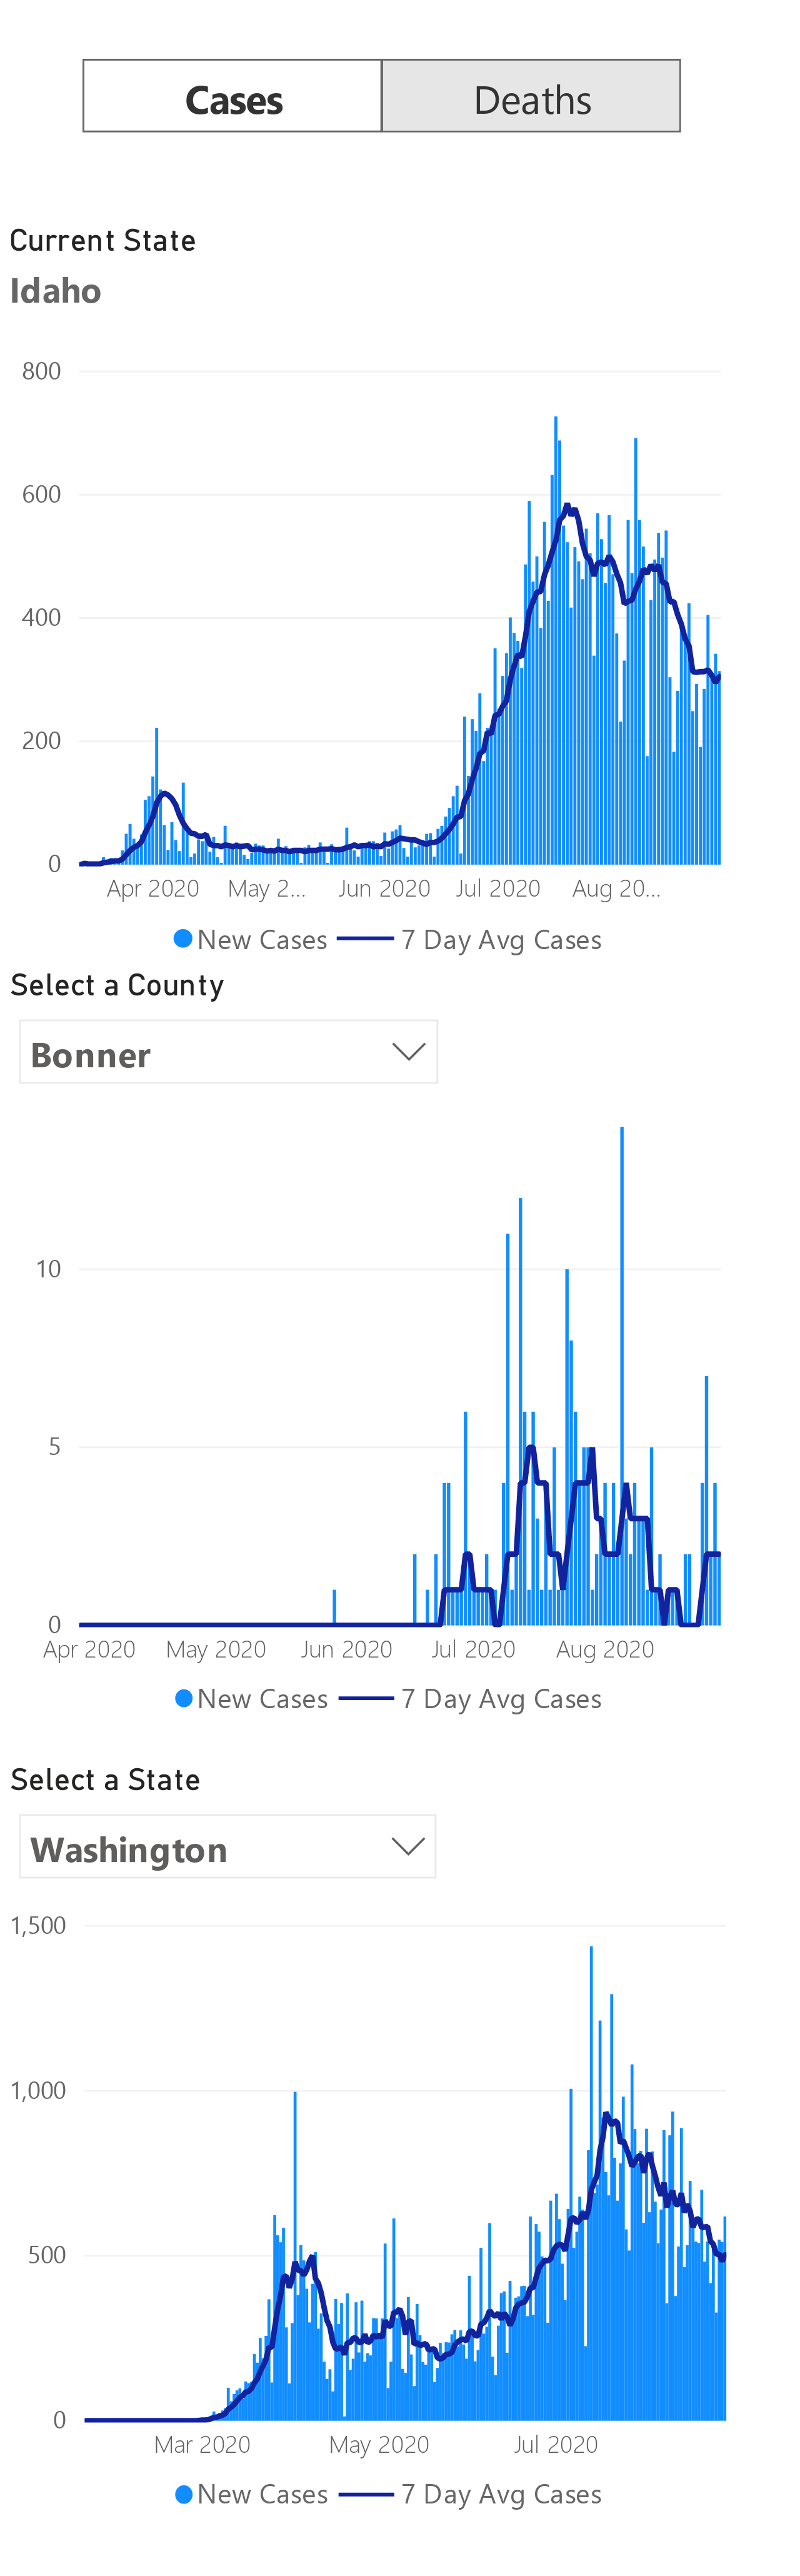 Cases Deaths
Current State
Idaho
800
600
400
200
0
Apr 2020 May 2... Jun 2020 Jul 2020 Aug 20...
New Cases 7 Day Avg Cases
Select a County
Bonner
10
5
0
Apr 2020 May 2020 Jun 2020 Jul 2020 Aug 2020
New Cases 7 Day Avg Cases
Select a State
Washington
1,500
1,000
500
0
Mar 2020 May 2020 Jul 2020
New Cases 7 Day Avg Cases